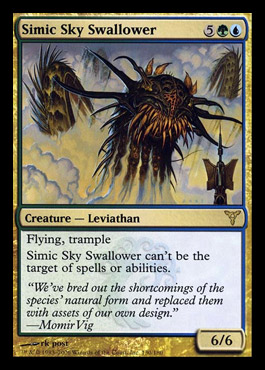 Simic Sky Swallower 5
Creature — Leviathan
Flying, trample
Simic Sky Swallower can't be the
target of spells or abilities.
"We've bred out the shortcomings of the
species' natural form and replaced them
with assets of our own design."
—Momir Vig
6/6
rk post